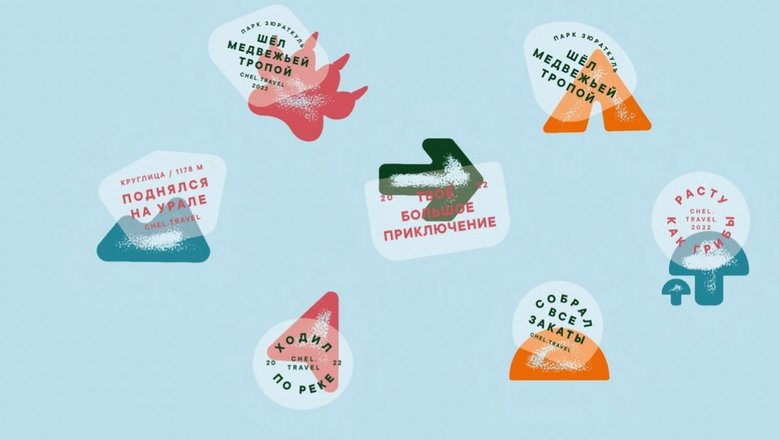 ПАРК ЗЮРАТКУЛЬ
ШЁЛ
МЕДВЕЖЬЕЙ
ТРОПОЙ
CHEL.TRAVEL
2022
ПАРК ЗЮРАТКУЛЬ
ШЁЛ
МЕДВЕЖЬЕЙ
ТРОПОЙ
КРУГЛИЦА / 1178 М
ПОДНЯЛСЯ
НА УРАЛЕ
CHEL.TRAVEL
20 22
ТВОЁ
БОЛЬШОЕ
ПРИКЛЮЧЕНИЕ
РАСТУ
CHEL.
TRAVEL
2022
КАК ГРИБЫ
ХОДИЛ
20 CHEL. 22
TRAVEL
ПО РЕКЕ
СОБРАЛ
ВСЕ
ЗАКАТЫ
CHEL.TRAVEL